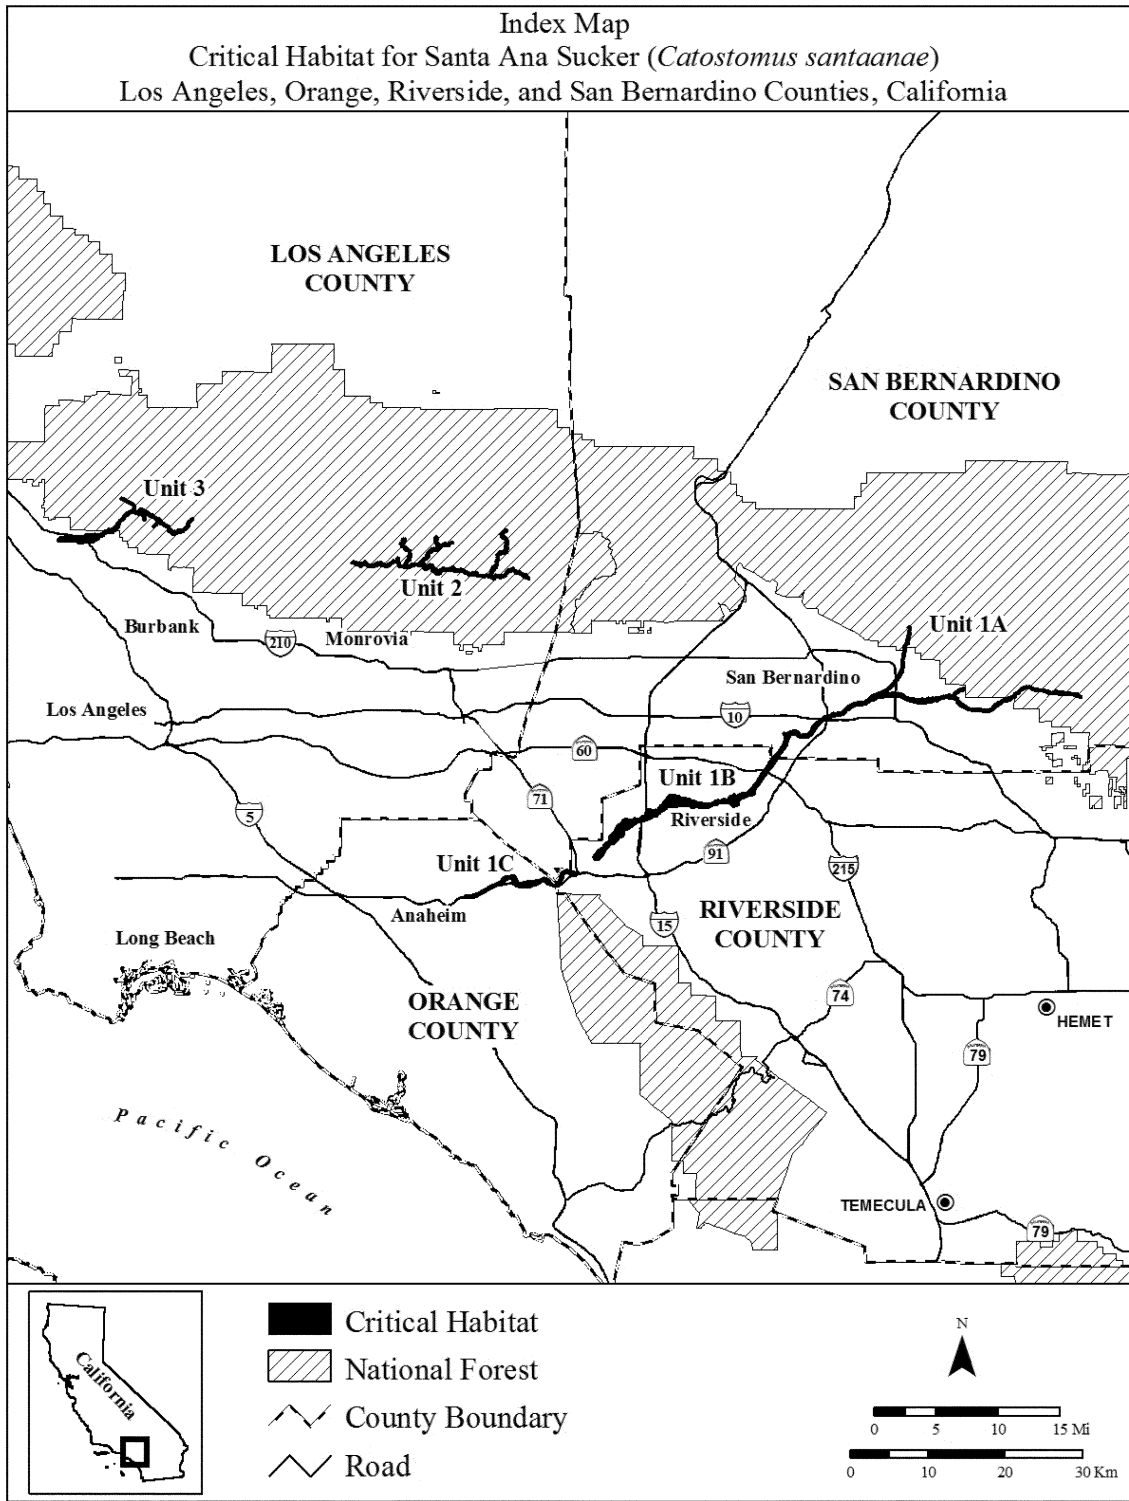 Index Map
Critical Habitat for Santa Ana Sucker (Catostomus santaanae)
Los Angeles, Orange, Riverside, and San Bernardino Counties, California
LOS ANGELES
COUNTY
SAN BERNARDINO
COUNTY
Unit 3
Unit 2
Unit 1A
Burbank
210
Monrovia
San Bernardino
Los Angeles
10
60
Unit 1B
71
5
Riverside
91
Unit 1C
215
Anaheim
15
RIVERSIDE
COUNTY
Long Beach
ORANGE
COUNTY
74
HEMET
79
Pacific Ocean
TEMECULA
79
California
Critical Habitat
National Forest
County Boundary
Road
N
0 5 10 15 Mi
0 10 20 30 Km